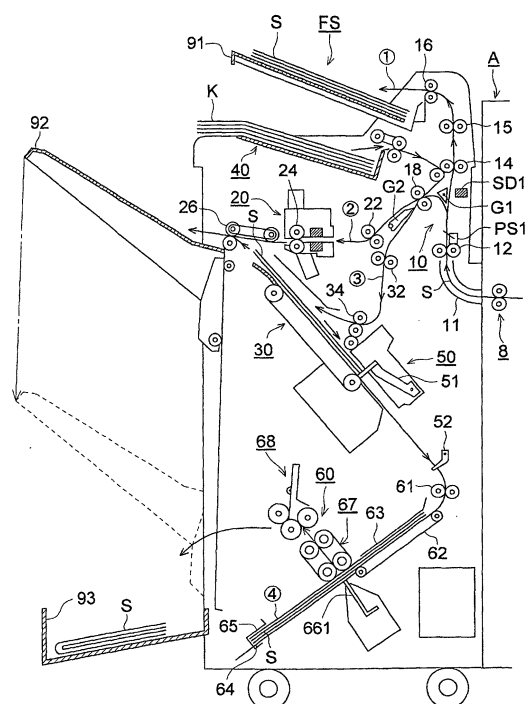 S FS
91
① 16 A
K
92
15
40 24 14
18 SD1
20 22 G2 G1
26 S ② 10 PS1
12
③ 32 S
34 11
8
30 50
51
52
68
60 61
67 63
62
93 S
④
65
S 661
64